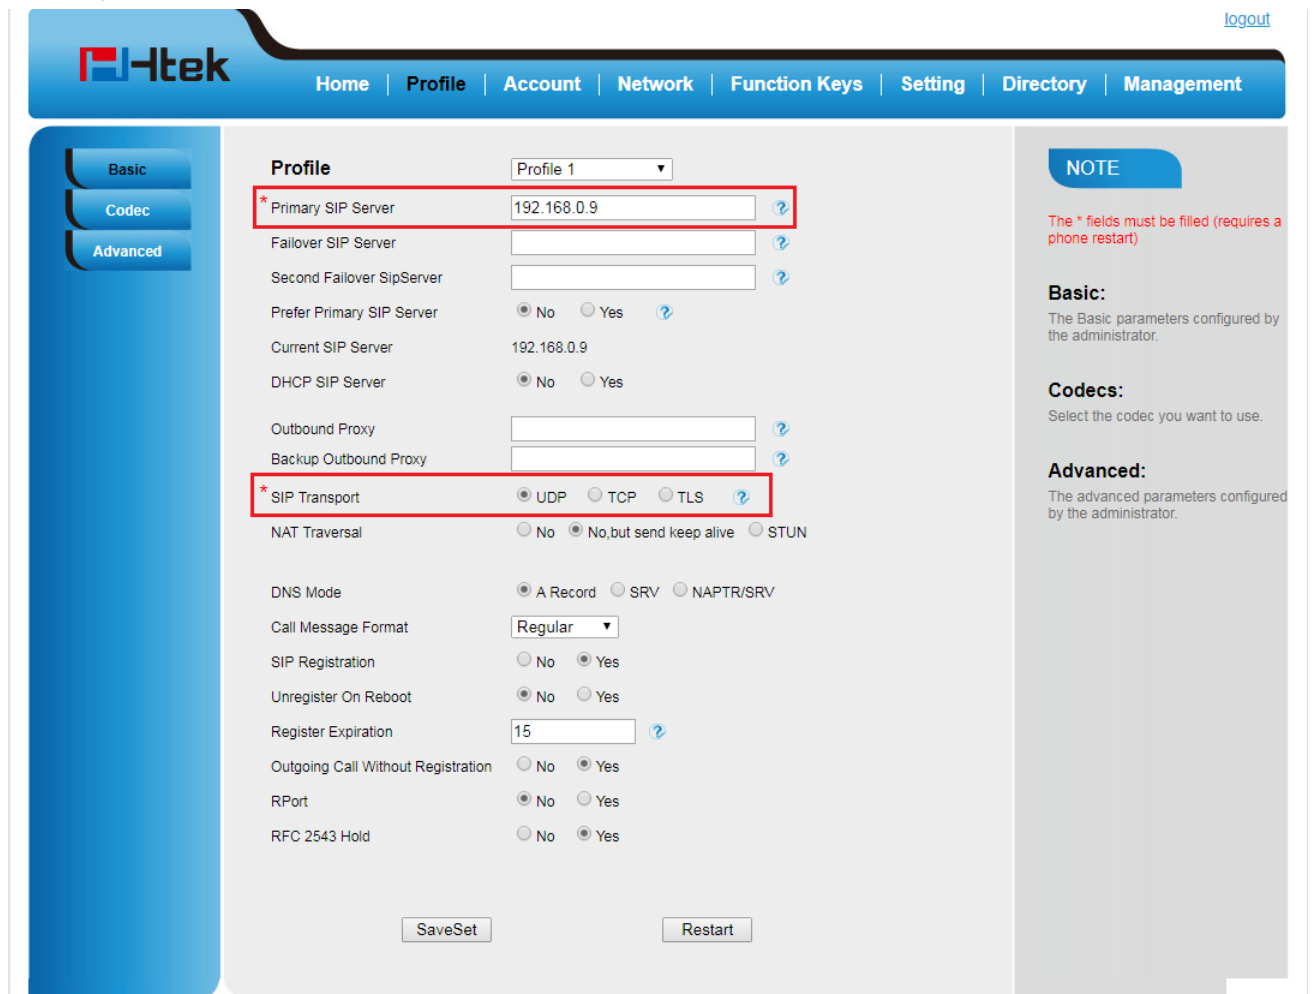 logout
Htek
Home | Profile | Account | Network | Function Keys | Setting | Directory | Management
Basic
Codec
Advanced
Profile Profile 1
* Primary SIP Server 192.168.0.9
Failover SIP Server
Second Failover SipServer
Prefer Primary SIP Server No Yes
Current SIP Server 192.168.0.9
DHCP SIP Server No Yes
Outbound Proxy
Backup Outbound Proxy
* SIP Transport UDP TCP TLS
NAT Traversal No No,but send keep alive STUN
DNS Mode A Record SRV NAPTR/SRV
Call Message Format Regular
SIP Registration No Yes
Unregister On Reboot No Yes
Register Expiration 15
Outgoing Call Without Registration No Yes
RPort No Yes
RFC 2543 Hold No Yes
SaveSet Restart
NOTE
The * fields must be filled (requires a
phone restart)
Basic:
The Basic parameters configured by
the administrator.
Codecs:
Select the codec you want to use.
Advanced:
The advanced parameters configured
by the administrator.